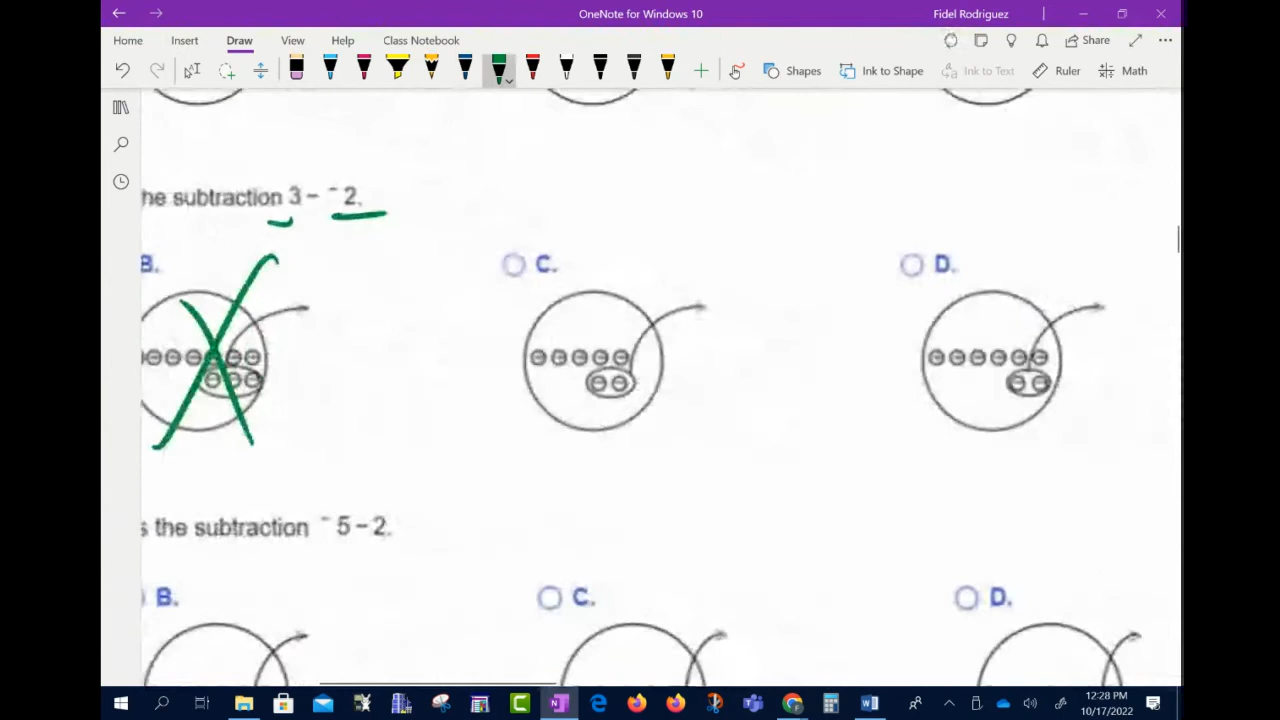 OneNote for Windows 10
Fidel Rodriguez
Home Insert Draw View Help Class Notebook
Share
Shapes Ink to Shape Ink to Text Ruler Math
he subtraction 3 – ⁻2.
B.
C.
D.
s the subtraction ⁻5 – 2.
B.
C.
D.
12:28 PM
10/17/2022